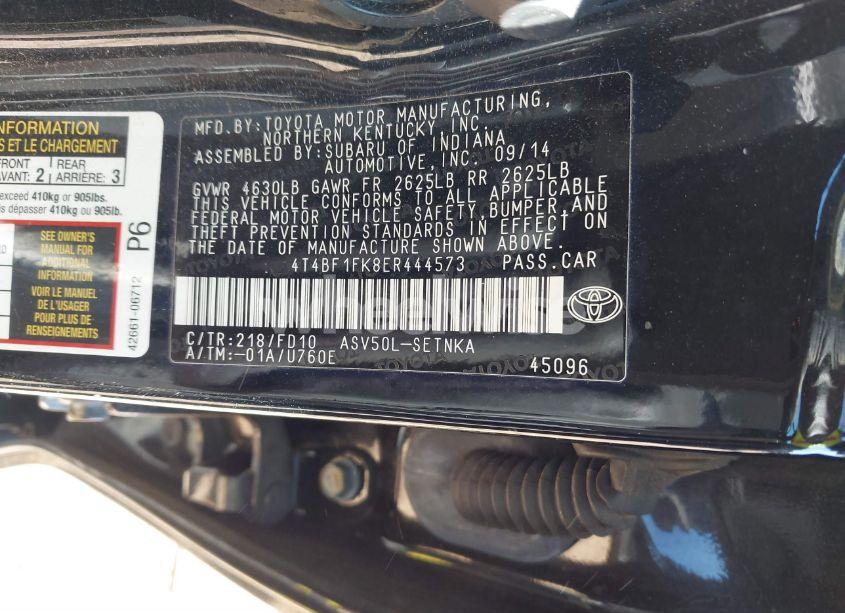 INFORMATION
S ET LE CHARGEMENT
FRONT
AVANT: 2
REAR
ARRIÈRE: 3
exceed 410kg or 905lbs.
is dépasser 410kg ou 905lb.
SEE OWNER'S
MANUAL FOR
ADDITIONAL
INFORMATION
VOIR LE MANUEL
DE L'USAGER
POUR PLUS DE
RENSEIGNEMENTS
P6
42661-06712
MFD.BY:TOYOTA MOTOR MANUFACTURING,
NORTHERN KENTUCKY, INC.
ASSEMBLED BY:SUBARU OF INDIANA
AUTOMOTIVE, INC. 09/14
GVWR 4630LB GAWR FR 2625LB RR 2625LB
THIS VEHICLE CONFORMS TO ALL APPLICABLE
FEDERAL MOTOR VEHICLE SAFETY,BUMPER,AND
THEFT PREVENTION STANDARDS IN EFFECT ON
THE DATE OF MANUFACTURE SHOWN ABOVE.
4T4BF1FK8ER444573 PASS.CAR
C/TR:218/FD10 ASV50L-SETNKA
A/TM:-01A/U760E
45096